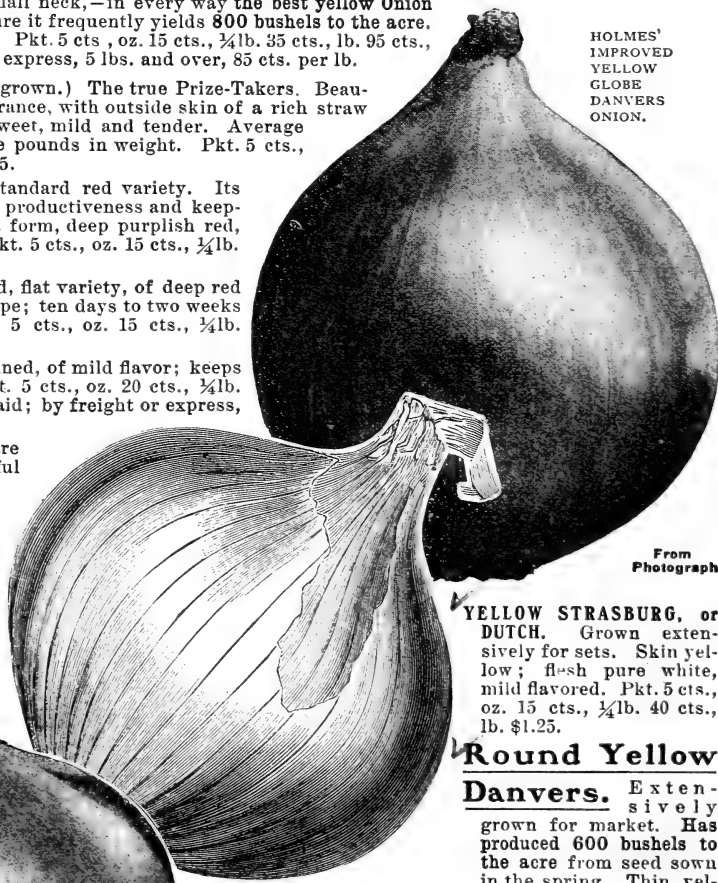 small neck,—in every way the best yellow Onion
frequently yields 800 bushels to the acre.
Pkt. 5 cts , oz. 15 cts., ¼lb. 35 cts., lb. 95 cts.,
express, 5 lbs. and over, 85 cts. per lb.
grown.) The true Prize-Takers. Beau-
rance, with outside skin of a rich straw
weet, mild and tender. Average
pounds in weight. Pkt. 5 cts.,
5.
tandard red variety. Its
productiveness and keep-
form, deep purplish red,
kt. 5 cts., oz. 15 cts., ¼lb.
d, flat variety, of deep red
pe; ten days to two weeks
5 cts., oz. 15 cts., ¼lb.
ned, of mild flavor; keeps
t. 5 cts., oz. 20 cts., ¼lb.
aid; by freight or express,
re
ful
HOLMES'
IMPROVED
YELLOW
GLOBE
DANVERS
ONION.
From
Photograph
YELLOW STRASBURG, or
DUTCH. Grown exten-
sively for sets. Skin yel-
low; flesh pure white,
mild flavored. Pkt. 5 cts.,
oz. 15 cts., ¼lb. 40 cts.,
lb. $1.25.
Round Yellow
Danvers. Exten-
sively
grown for market. Has
produced 600 bushels to
the acre from seed sown
in the spring. Thin yel-